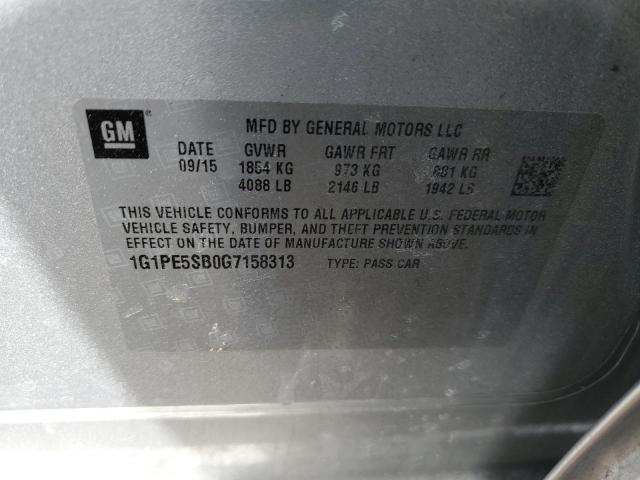 GM®
MFD BY GENERAL MOTORS LLC
DATE GVWR GAWR FRT GAWR RR
09/15 1854 KG 973 KG 881 KG
4088 LB 2146 LB 1942 LB
THIS VEHICLE CONFORMS TO ALL APPLICABLE U.S. FEDERAL MOTOR
VEHICLE SAFETY, BUMPER, AND THEFT PREVENTION STANDARDS IN
EFFECT ON THE DATE OF MANUFACTURE SHOWN ABOVE.
1G1PE5SB0G7158313 TYPE: PASS CAR